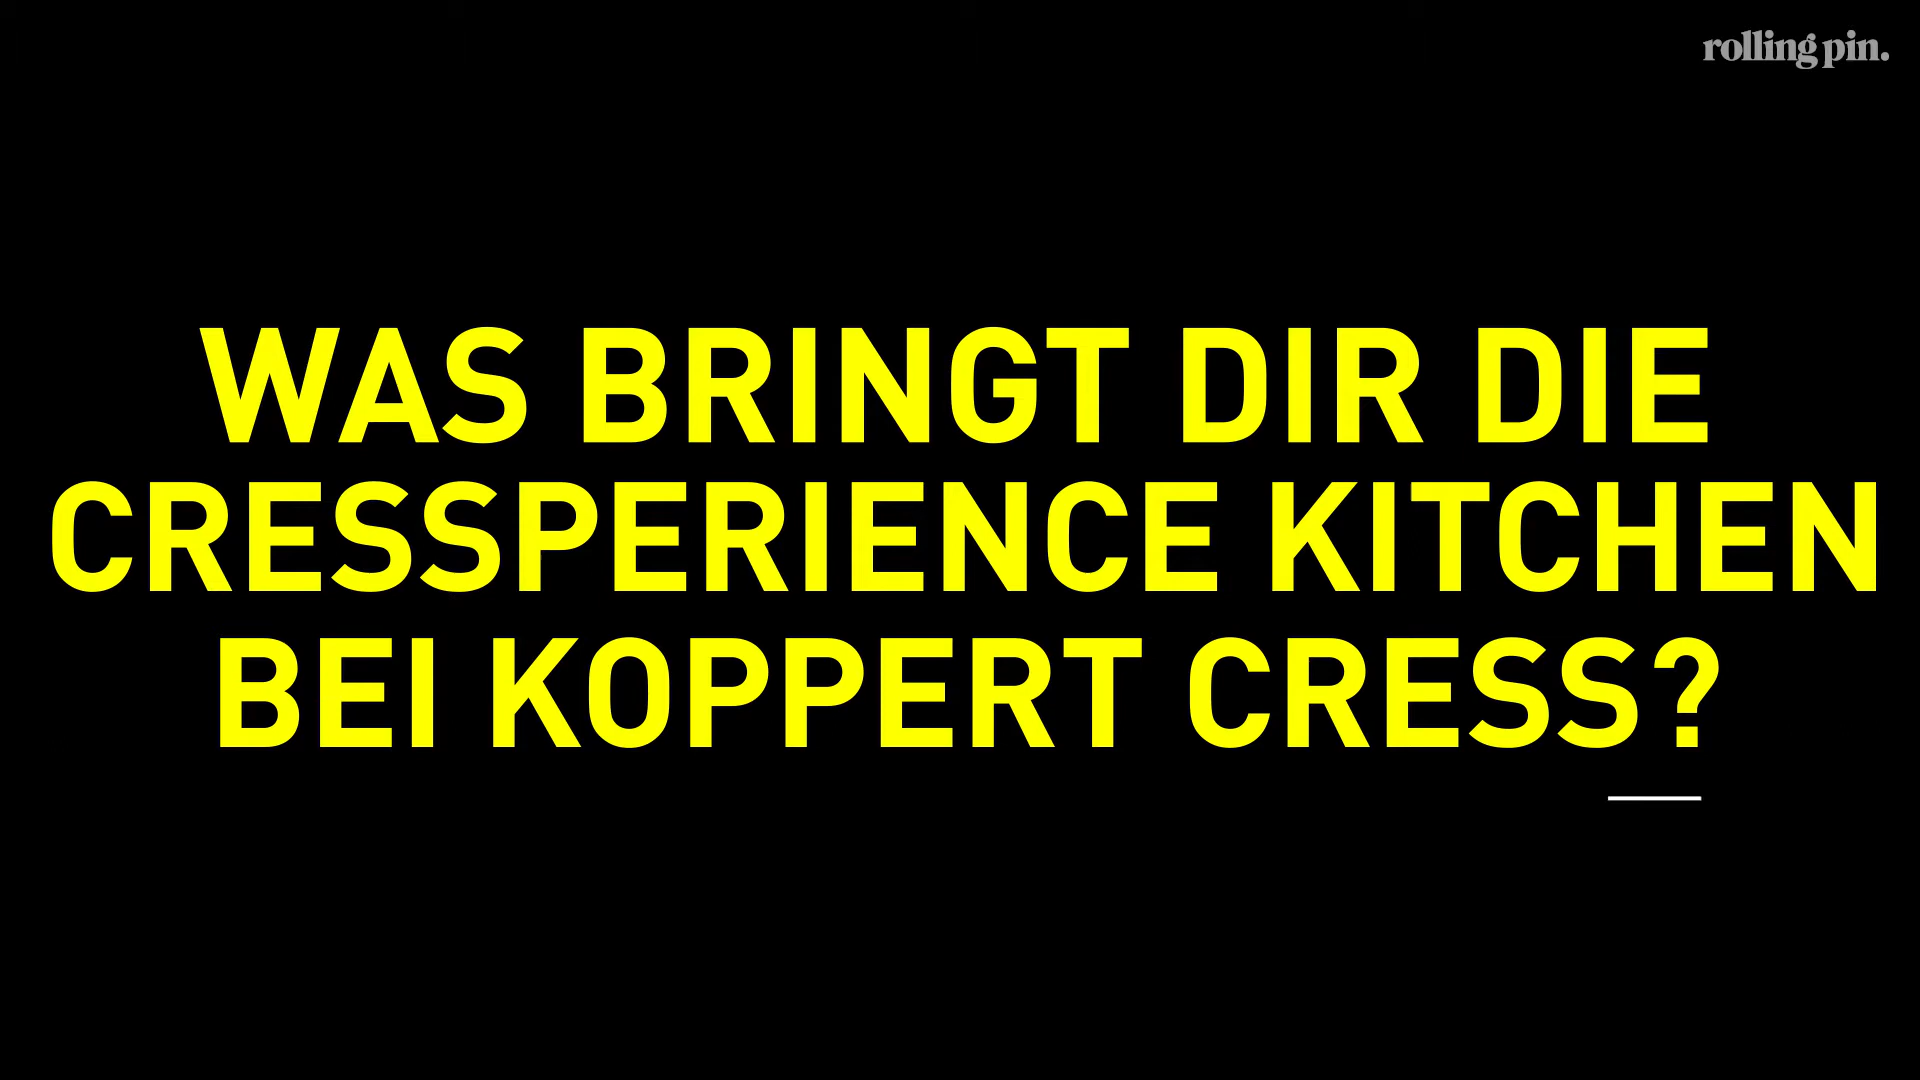 rolling pin.
WAS BRINGT DIR DIE
CRESSPERIENCE KITCHEN
BEI KOPPERT CRESS?